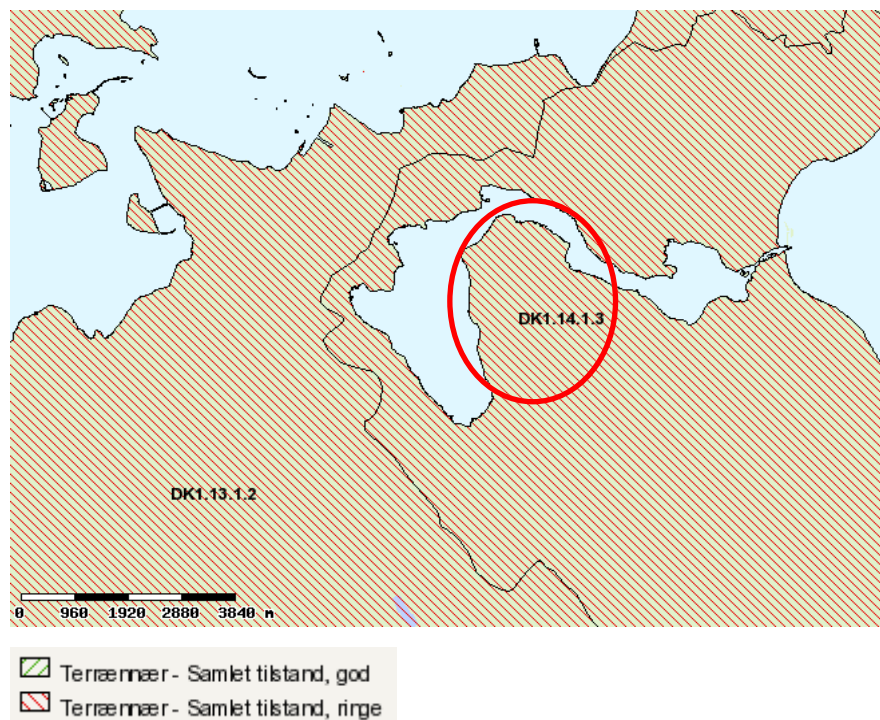 DK1.14.1.3
DK1.13.1.2
0 960 1920 2880 3840 m
Terrænnær - Samlet tilstand, god
Terrænnær - Samlet tilstand, ringe